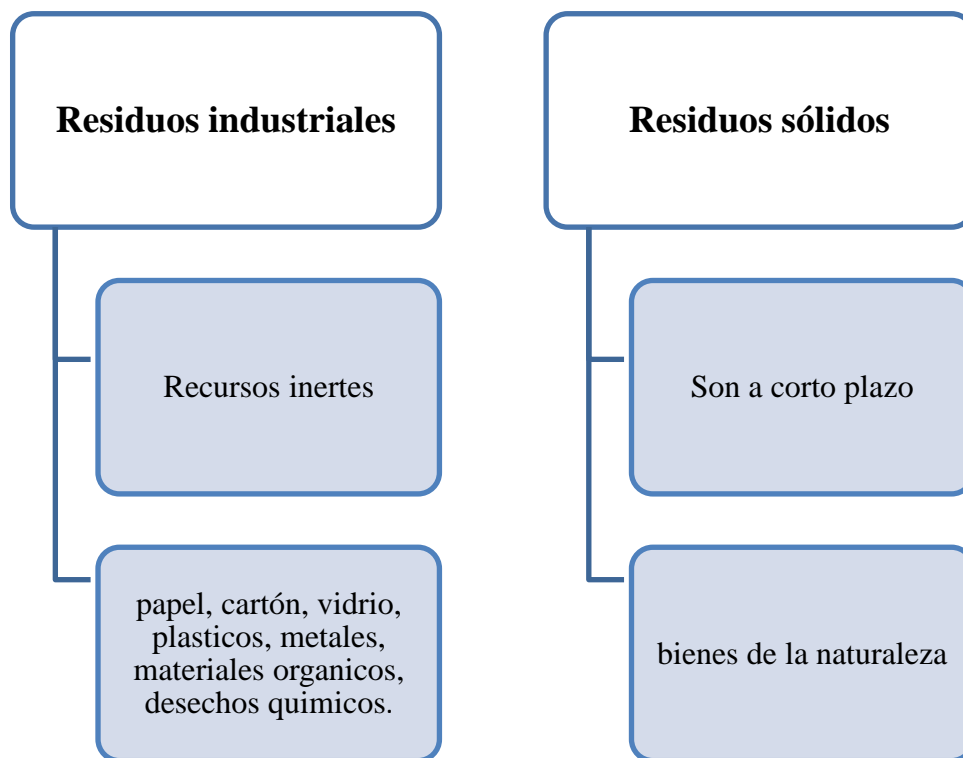 Residuos industriales
Recursos inertes
papel, cartón, vidrio,
plasticos, metales,
materiales organicos,
desechos quimicos.
Residuos sólidos
Son a corto plazo
bienes de la naturaleza